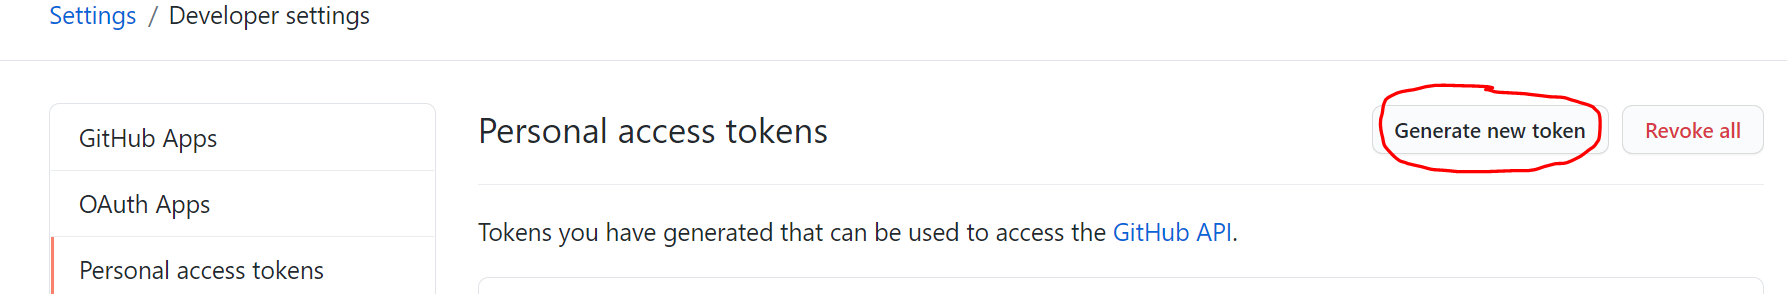 Settings / Developer settings
GitHub Apps
OAuth Apps
Personal access tokens
Personal access tokens
Generate new token
Revoke all
Tokens you have generated that can be used to access the GitHub API.